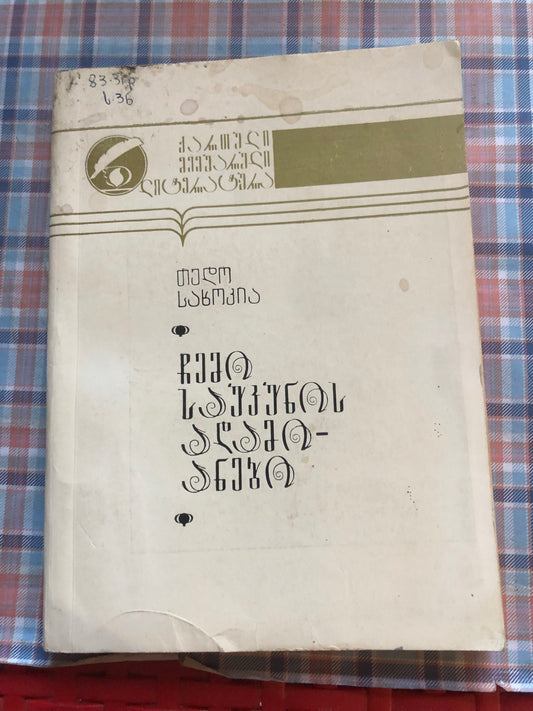 ქართული
მემუარული
ლიტერატურა
თედო
სახოკია
ჩემი
საუკუნის
ადამი-
ანები